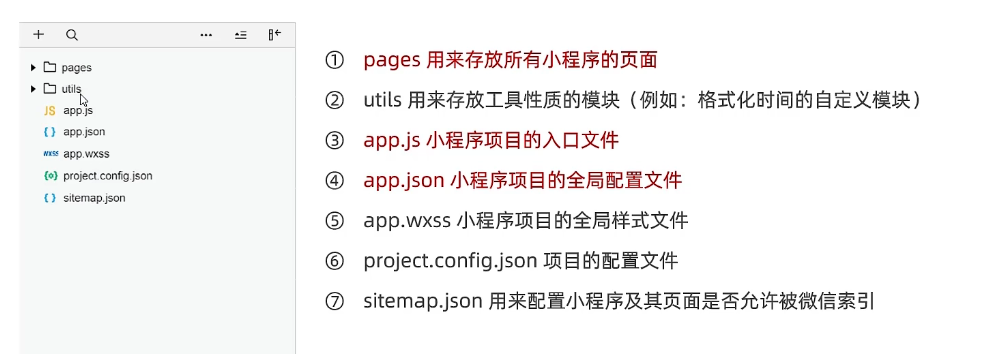 pages
utils
JS app.js
{ } app.json
WXSS app.wxss
{o} project.config.json
{ } sitemap.json
① pages 用来存放所有小程序的页面
② utils 用来存放工具性质的模块（例如：格式化时间的自定义模块）
③ app.js 小程序项目的入口文件
④ app.json 小程序项目的全局配置文件
⑤ app.wxss 小程序项目的全局样式文件
⑥ project.config.json 项目的配置文件
⑦ sitemap.json 用来配置小程序及其页面是否允许被微信索引